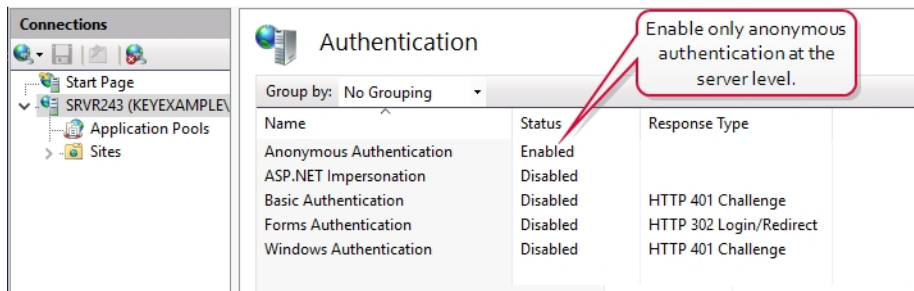 Connections
Start Page
SRVR243 (KEYEXAMPLE\
Application Pools
Sites
Authentication
Enable only anonymous
authentication at the
server level.
Group by: No Grouping
Name Status Response Type
Anonymous Authentication Enabled
ASP.NET Impersonation Disabled
Basic Authentication Disabled HTTP 401 Challenge
Forms Authentication Disabled HTTP 302 Login/Redirect
Windows Authentication Disabled HTTP 401 Challenge